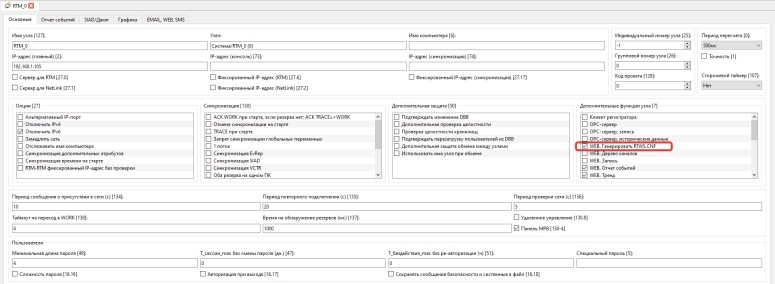 RTM_0
Основные
Отчет событий
SIAD/Диин
Графика
EMAIL, WEB, SMS
Имя узла [127]:
Узел:
Имя компьютера [6]:
Индивидуальный номер узла [25]:
Период пересчета [0]:
RTM_0
Система/RTM_0 (0)
-1
500мс
IP-адрес (главный) [2]:
IP-адрес (консоль) [73]:
IP-адрес (синхронизация) [74]:
Групповой номер узла [26]:
Точность [1]
192.168.1.105
0
Сервер для RTM [27.0]
Фиксированный IP-адрес (RTM) [27.6]
Фиксированный IP-адрес (синхронизация) [27.17]
Код проекта [128]:
Сторожевой таймер [107]:
Сервер для NetLink [27.1]
Фиксированный IP-адрес (NetLink) [27.2]
0
Нет
Опции [27]
Синхронизация [130]
Дополнительная защита [50]
Дополнительные функции узла [7]
Альтернативный IP-порт
ACK WORK при старте, если резерва нет; ACK TRACE=>WORK
Подтверждать изменения DBB
Клиент регистратора
Отключить IPv4
Обмена синхронизации на старте
Дополнительная проверка целостности
OPC-сервер
Отключить IPv6
TRACE при старте
Проверка целостности хранилищ
OPC-сервер, запись
Замедлить сеть
Запрет синхронизации глобальных переменных
Подтверждать перезагрузку пользователей из DBB
OPC-сервер, исторические данные
Отслеживать имя компьютера
1 поток
Дополнительная защита обмена между узлами
WEB. Генерировать RTWS.CNF
Синхронизация дополнительных атрибутов
Синхронизация EvRep
Использовать имя узла при обмене
WEB. Дерево каналов
Синхронизация времени на старте
Синхронизация SIAD
WEB. Запись
RTM-RTM фиксированный IP-адрес без проверки
Синхронизация VCTR
WEB. Отчет событий
Оба резерва на одном ПК
WEB. Тренд
Период сообщения о присутствии в сети (с) [134]:
Период повторного подключения (с) [135]:
Период проверки сети (с) [136]:
10
20
5
Таймаут на переход в WORK [138]:
Время на обнаружение резервов (мс) [137]:
Удаленное управление [130.8]
4
1000
Панель МРВ [130-4]
Пользователи
Минимальная длина пароля [49]:
T_сессии_max без смены пароля (дн.) [47]:
T_бездействия_max без ре-авторизации (ч) [51]:
Специальный пароль [5]:
4
0
0
Сложность пароля [16.16]
Авторизация при выходе [16.17]
Сохранять сообщения безопасности и системные в файл [16.18]